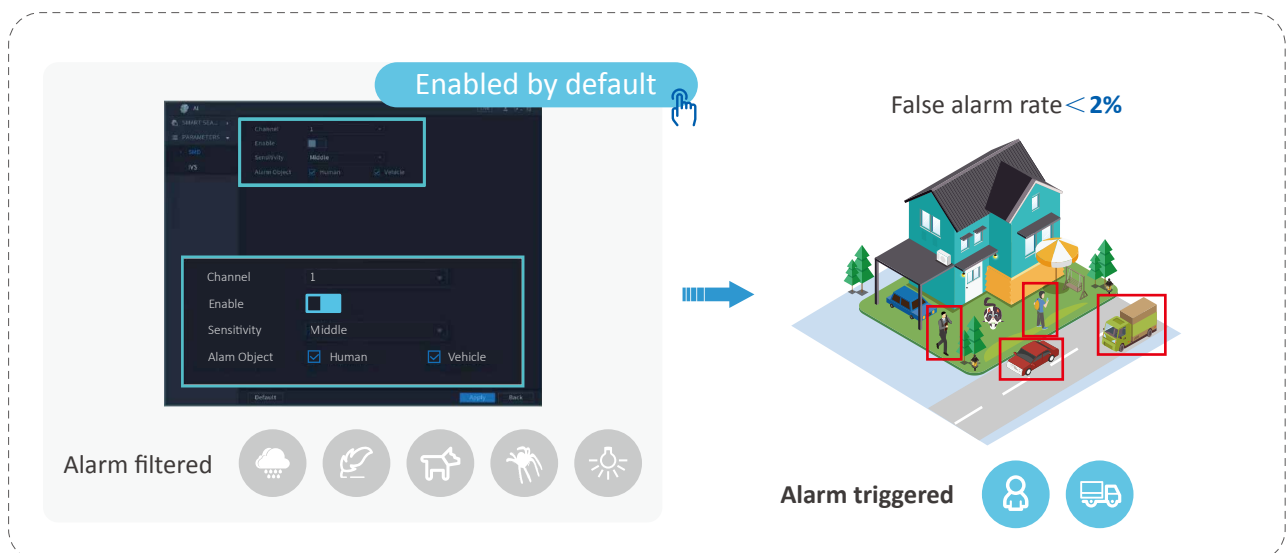 Enabled by default
AI
SMART SEA..
PARAMETERS
SMD
IVS
Channel 1
Enable
Sensitivity Middle
Alarm Object Human Vehicle
Channel 1
Enable
Sensitivity Middle
Alam Object Human Vehicle
Default Apply Back
Alarm filtered
False alarm rate < 2%
Alarm triggered